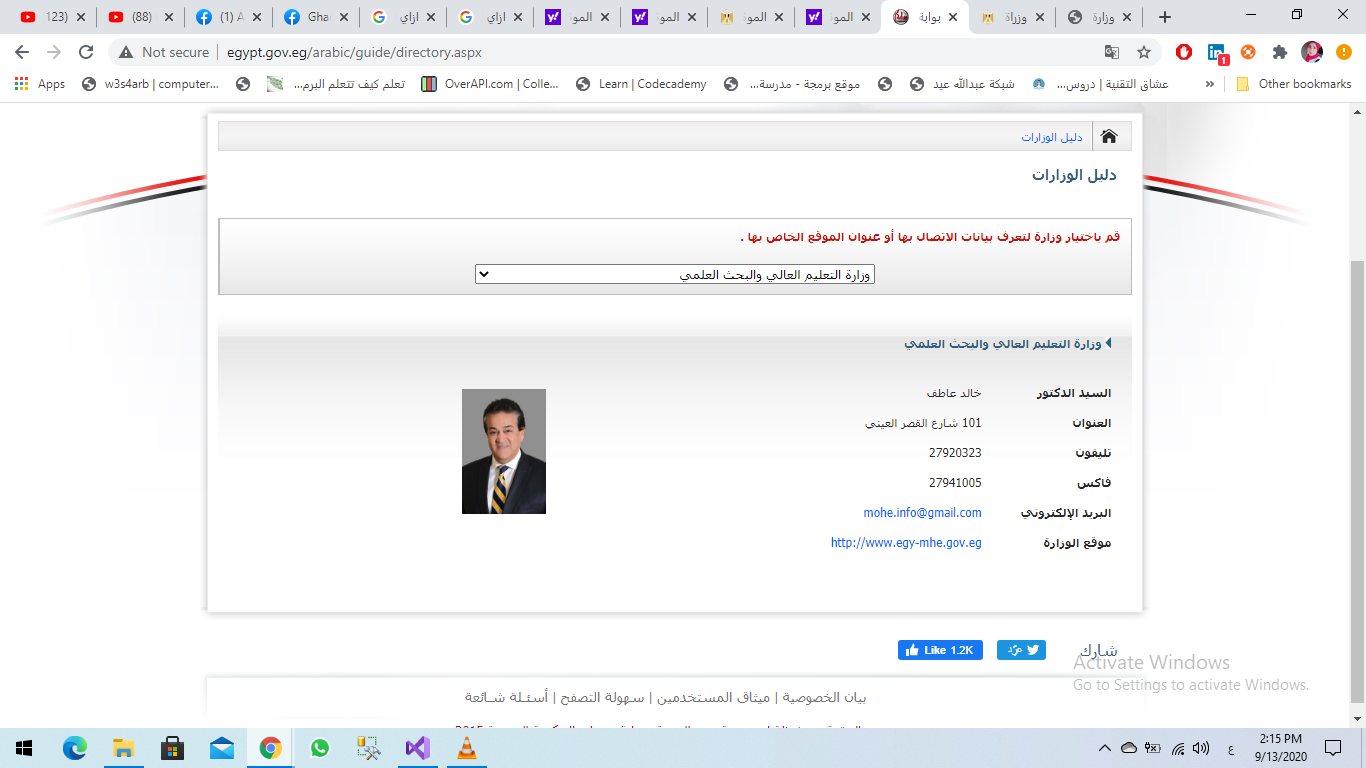 123)
(88)
(1) A
Gha
ازاي
ازاي
المو
المو
المو
المو
بوابة
وزراة
وزارة
Not secure
egypt.gov.eg/arabic/guide/directory.aspx
1
Apps
w3s4arb | computer...
تعلم كيف تتعلم البرم...
OverAPI.com | Colle...
Learn | Codecademy
موقع برمجة - مدرسة...
شبكة عبدالله عيد
عشاق التقنية | دروس...
»
Other bookmarks
دليل الوزارات
دليل الوزارات
قم باختيار وزارة لتعرف بيانات الاتصال بها أو عنوان الموقع الخاص بها .
وزارة التعليم العالي والبحث العلمي
وزارة التعليم العالي والبحث العلمي
السيد الدكتور خالد عاطف
العنوان 101 شارع القصر العيني
تليفون 27920323
فاكس 27941005
البريد الإلكتروني mohe.info@gmail.com
موقع الوزارة http://www.egy-mhe.gov.eg
شارك
غرّد
Like 1.2K
Activate Windows
Go to Settings to activate Windows.
بيان الخصوصية | ميثاق المستخدمين | سهولة التصفح | أسئلة شائعة
2015
ع
2:15 PM
9/13/2020